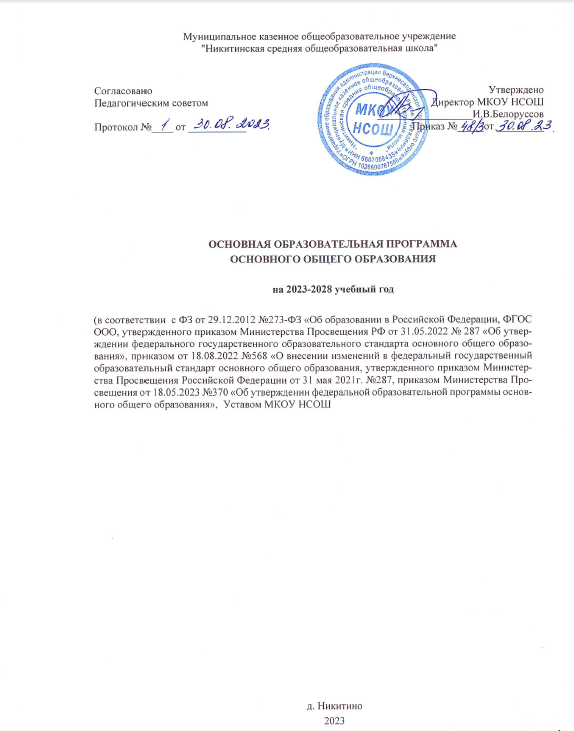 Муниципальное казенное общеобразовательное учреждение
"Никитинская средняя общеобразовательная школа"
Согласовано
Педагогическим советом
Протокол № 1 от 30.08.2023
Утверждено
Директор МКОУ НСОШ
И.В.Белоруссов
Приказ № 48/3 от 30.08.23.
МКОУ
НСОШ
ОСНОВНАЯ ОБРАЗОВАТЕЛЬНАЯ ПРОГРАММА
ОСНОВНОГО ОБЩЕГО ОБРАЗОВАНИЯ
на 2023-2028 учебный год
(в соответствии с ФЗ от 29.12.2012 №273-ФЗ «Об образовании в Российской Федерации, ФГОС
ООО, утвержденного приказом Министерства Просвещения РФ от 31.05.2022 № 287 «Об утвер-
ждении федерального государственного образовательного стандарта основного общего образо-
вания», приказом от 18.08.2022 №568 «О внесении изменений в федеральный государственный
образовательный стандарт основного общего образования, утвержденного приказом Министер-
ства Просвещения Российской Федерации от 31 мая 2021г. №287, приказом Министерства Про-
свещения от 18.05.2023 №370 «Об утверждении федеральной образовательной программы основ-
ного общего образования», Уставом МКОУ НСОШ
д. Никитино
2023